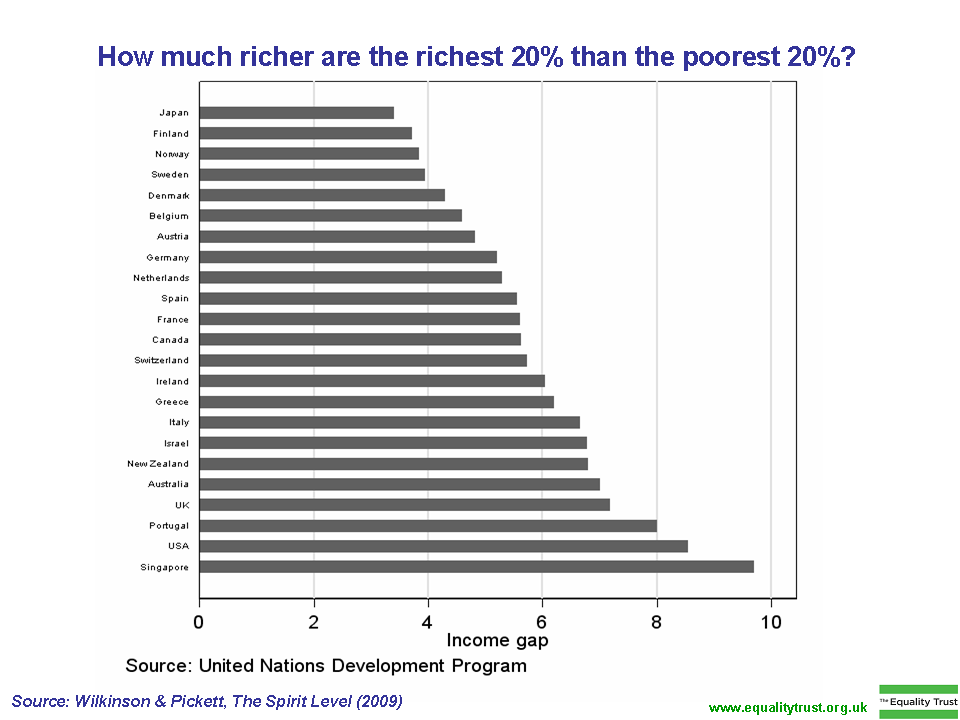 How much richer are the richest 20% than the poorest 20%?
Japan
Finland
Norway
Sweden
Denmark
Belgium
Austria
Germany
Netherlands
Spain
France
Canada
Switzerland
Ireland
Greece
Italy
Israel
New Zealand
Australia
UK
Portugal
USA
Singapore
0 2 4 6 8 10
Income gap
Source: United Nations Development Program
Source: Wilkinson & Pickett, The Spirit Level (2009)
www.equalitytrust.org.uk
The Equality Trust